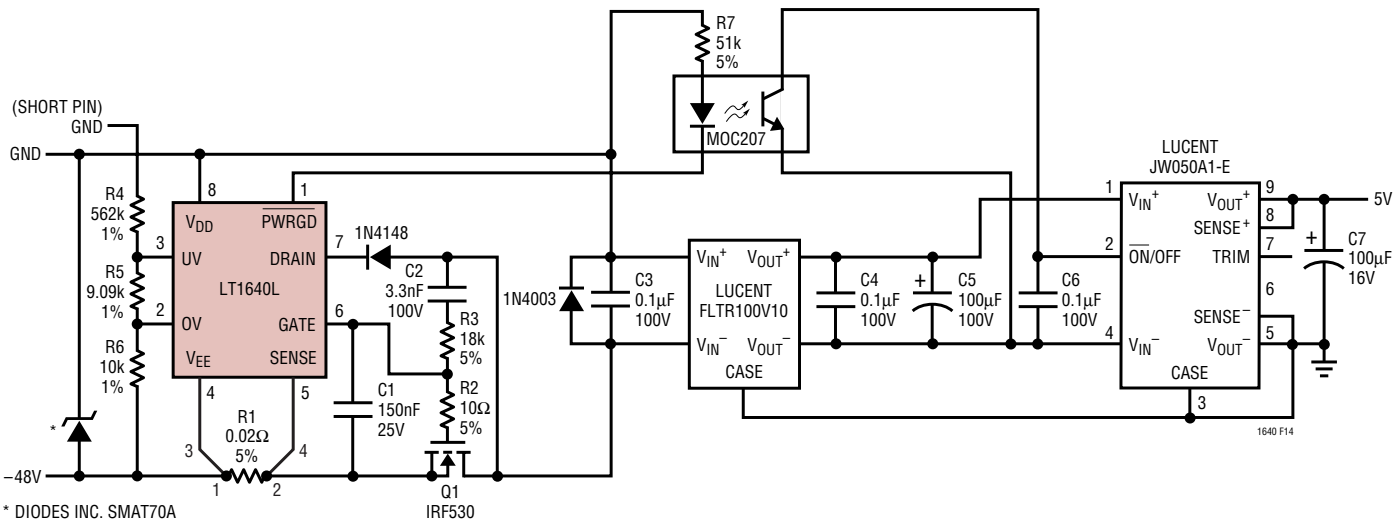 (SHORT PIN)
GND
GND
R4
562k
1%
R5
9.09k
1%
R6
10k
1%
*
-48V
* DIODES INC. SMAT70A
8
1
VDD
PWRGD
3
UV
DRAIN
7
LT1640L
2
OV
GATE
6
VEE
SENSE
4
5
R1
0.02Ω
5%
3
4
1
2
1N4148
C2
3.3nF
100V
R3
18k
5%
R2
10Ω
5%
C1
150nF
25V
Q1
IRF530
R7
51k
5%
MOC207
1N4003
C3
0.1µF
100V
VIN+
VOUT+
LUCENT
FLTR100V10
VIN–
VOUT–
CASE
C4
0.1µF
100V
+
C5
100µF
100V
C6
0.1µF
100V
LUCENT
JW050A1-E
1
VIN+
VOUT+
9
5V
SENSE+
8
2
ON/OFF
TRIM
7
6
SENSE–
4
VIN–
VOUT–
5
CASE
3
+
C7
100µF
16V
1640 F14